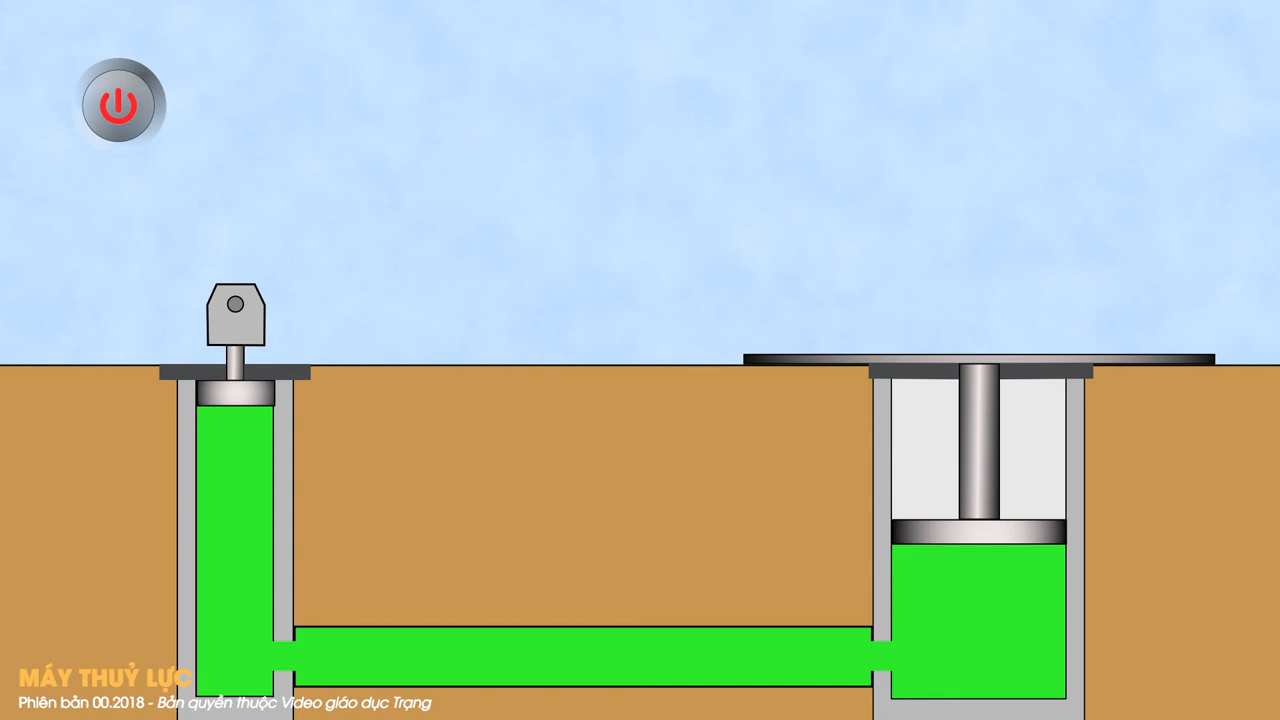 MÁY THUỶ LỰC
Phiên bản 00.2018 - Bản quyền thuộc Video giáo dục Trạng